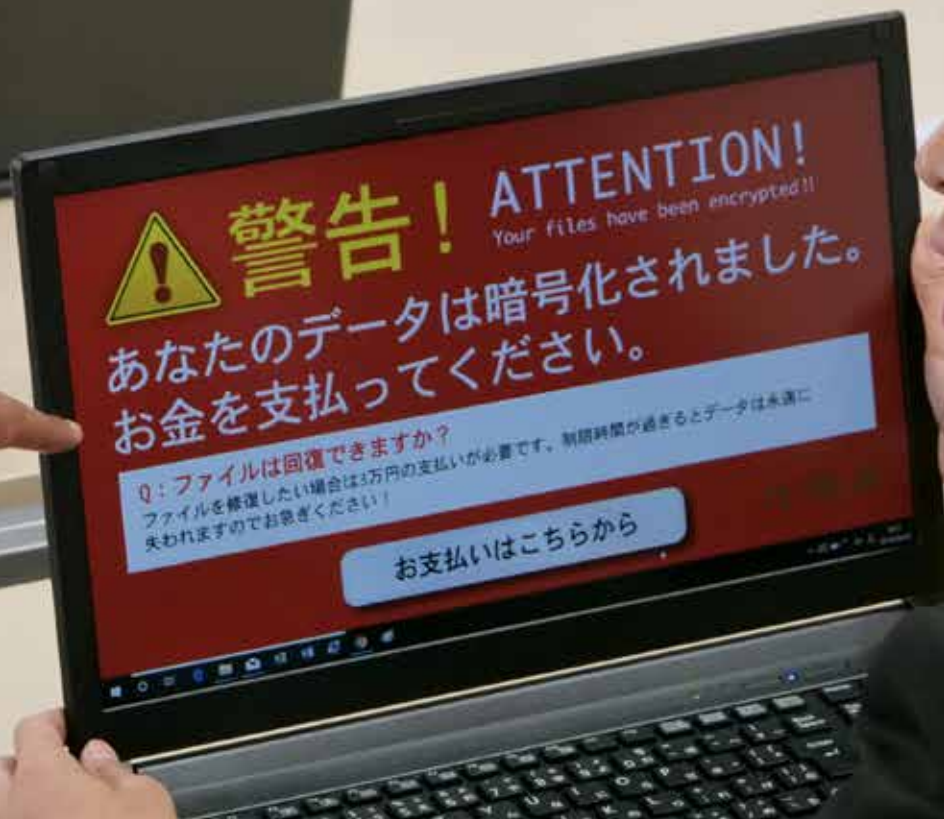 警告！
ATTENTION!
Your files have been encrypted!!
あなたのデータは暗号化されました。
お金を支払ってください。
Q：ファイルは回復できますか？
ファイルを修復したい場合は3万円の支払いが必要です。制限時間が過ぎるとデータは永遠に
失われますのでお急ぎください！
お支払いはこちらから